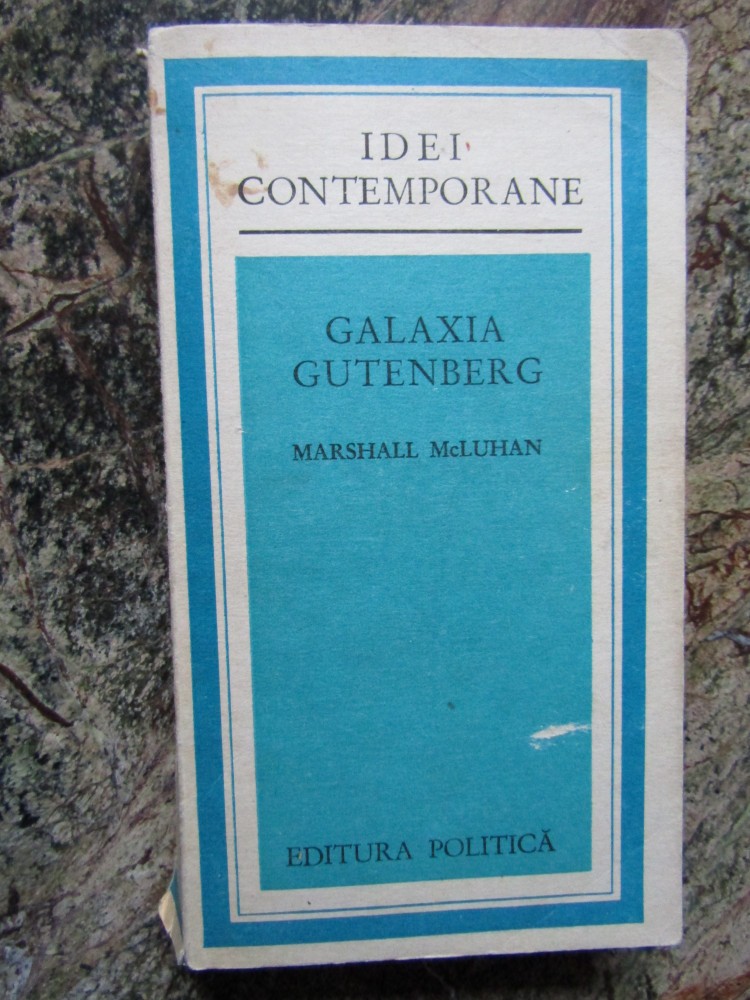 IDEI
CONTEMPORANE
GALAXIA
GUTENBERG
MARSHALL McLUHAN
EDITURA POLITICĂ